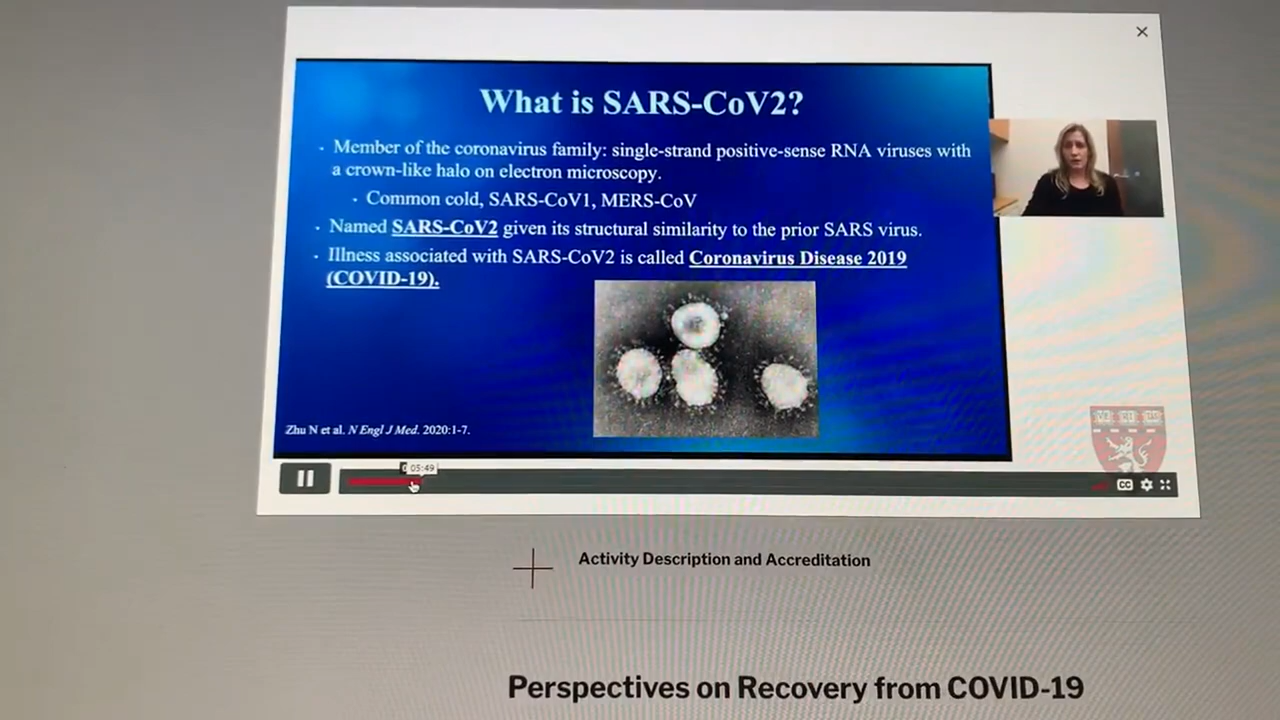 What is SARS-CoV2?
· Member of the coronavirus family: single-strand positive-sense RNA viruses with
a crown-like halo on electron microscopy.
· Common cold, SARS-CoV1, MERS-CoV
· Named SARS-CoV2 given its structural similarity to the prior SARS virus.
· Illness associated with SARS-CoV2 is called Coronavirus Disease 2019
(COVID-19).
Zhu N et al. N Engl J Med. 2020:1-7.
05:49
CC
Activity Description and Accreditation
Perspectives on Recovery from COVID-19